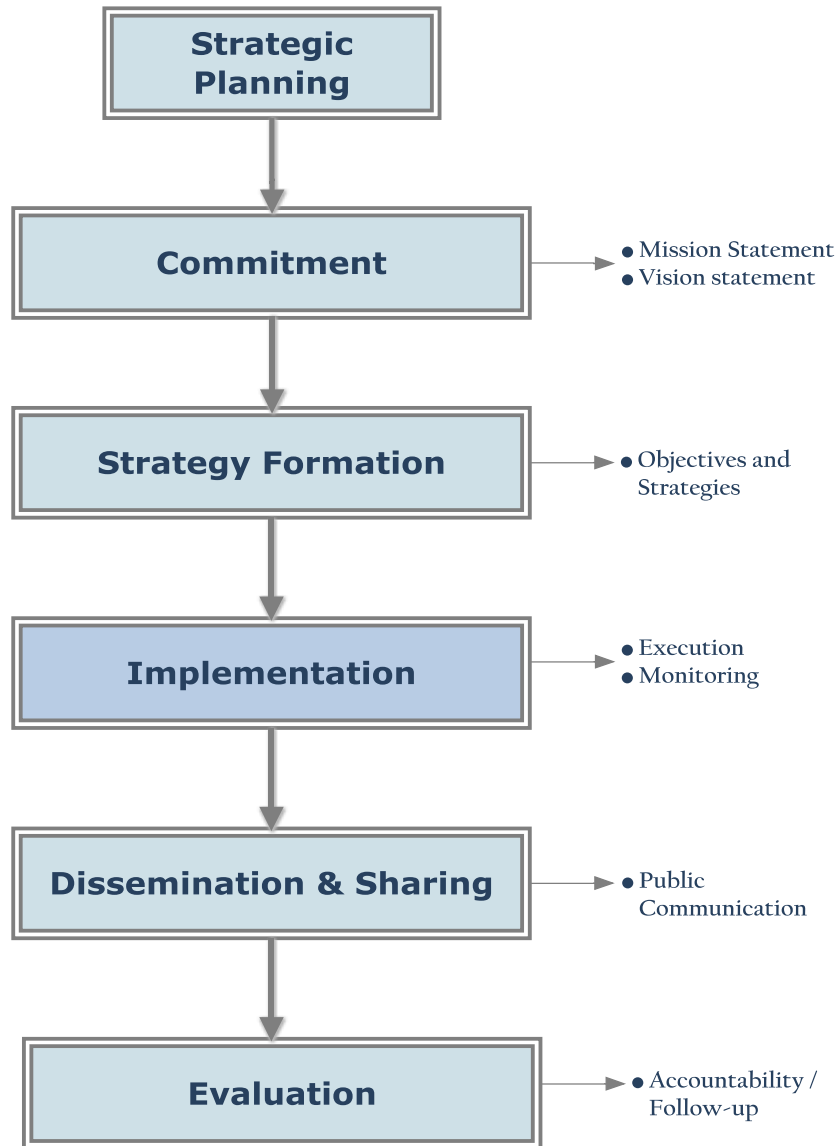 Strategic
Planning
Commitment
• Mission Statement
• Vision statement
Strategy Formation
• Objectives and
Strategies
Implementation
• Execution
• Monitoring
Dissemination & Sharing
• Public
Communication
Evaluation
• Accountability /
Follow-up